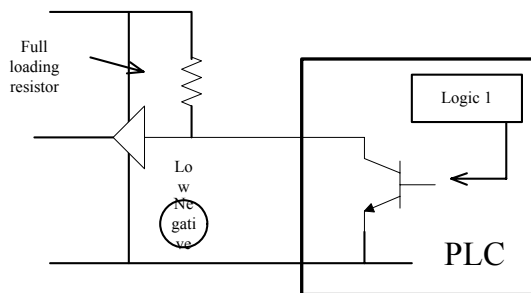 Full
loading
resistor
Logic 1
Lo
w
Ne
gati
ve
PLC